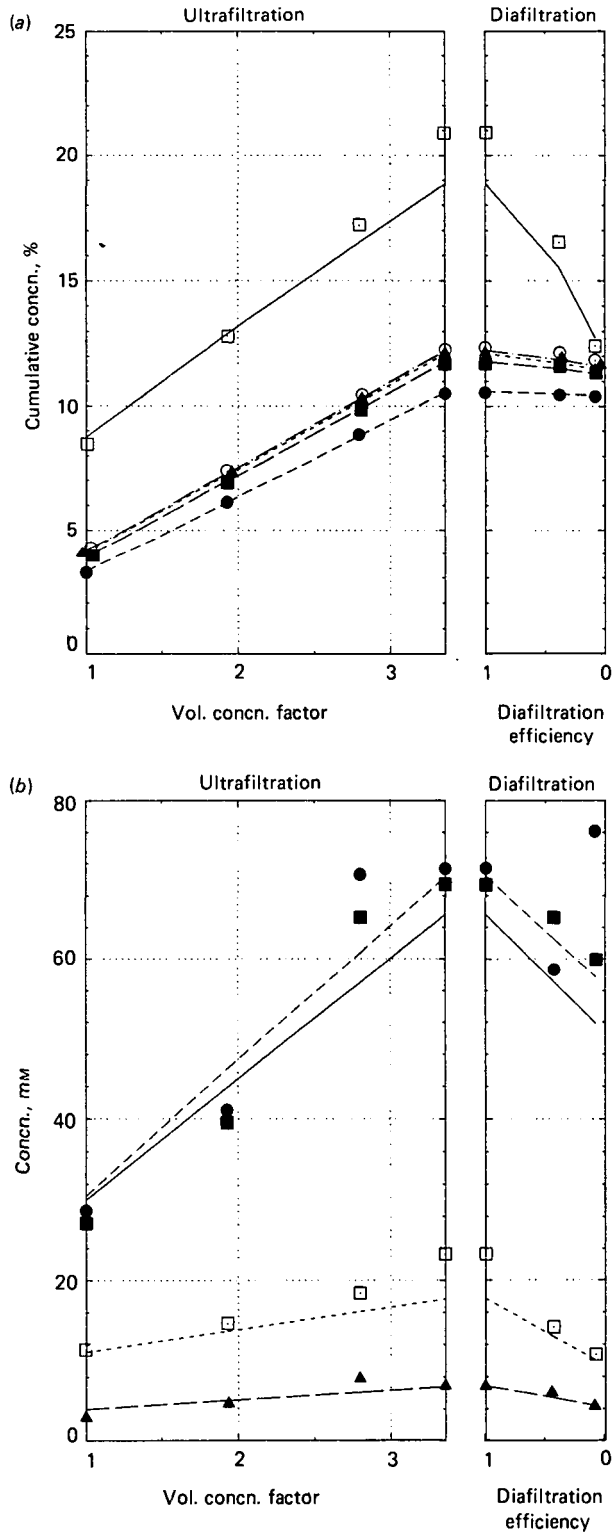 (a)
Ultrafiltration
Diafiltration
25
20
15
10
5
0
Cumulative concn., %
1
2
3
1
0
Vol. concn. factor
Diafiltration
efficiency
(b)
Ultrafiltration
Diafiltration
80
60
40
20
0
Concn., mM
1
2
3
1
0
Vol. concn. factor
Diafiltration
efficiency